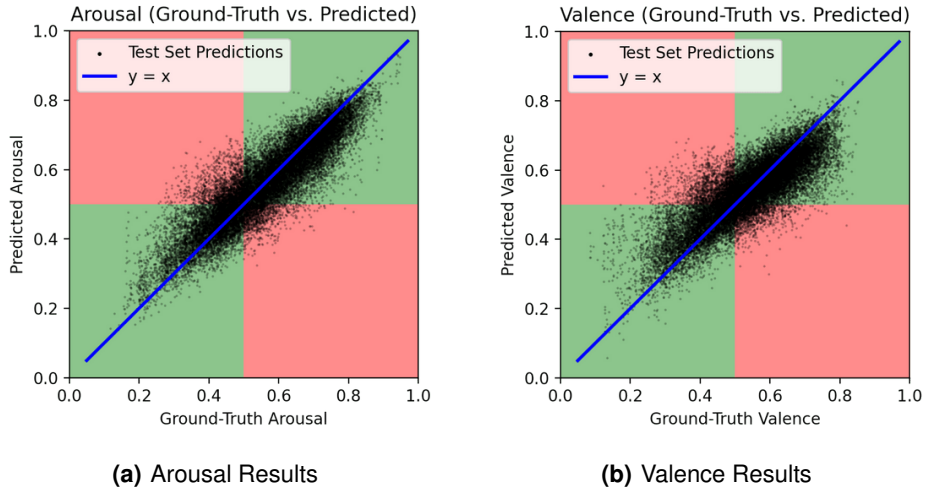 Arousal (Ground-Truth vs. Predicted)
1.0
0.8
0.6
0.4
0.2
0.0
Predicted Arousal
Test Set Predictions
y = x
0.0 0.2 0.4 0.6 0.8 1.0
Ground-Truth Arousal
(a) Arousal Results
Valence (Ground-Truth vs. Predicted)
1.0
0.8
0.6
0.4
0.2
0.0
Predicted Valence
Test Set Predictions
y = x
0.0 0.2 0.4 0.6 0.8 1.0
Ground-Truth Valence
(b) Valence Results